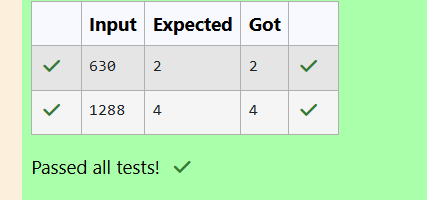 Input Expected Got
630 2 2
1288 4 4
Passed all tests!